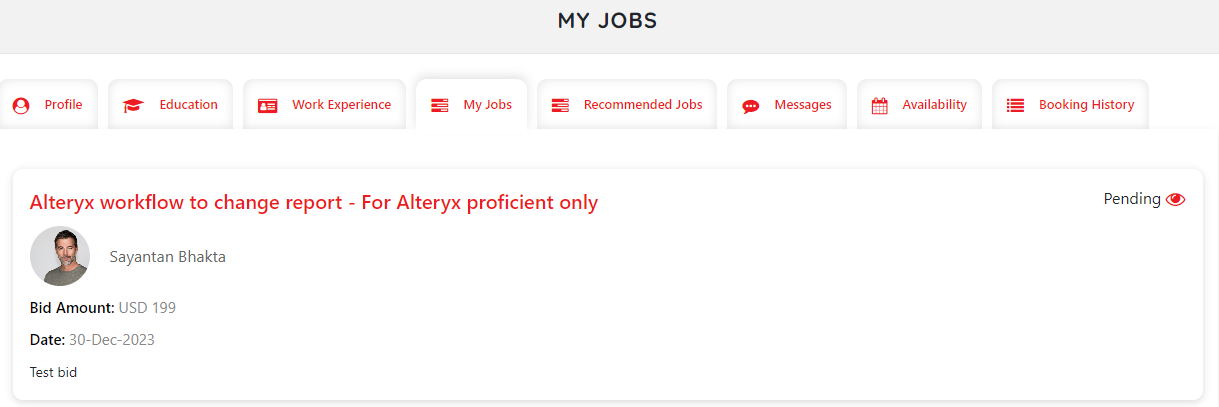 MY JOBS
Profile
Education
Work Experience
My Jobs
Recommended Jobs
Messages
Availability
Booking History
Alteryx workflow to change report - For Alteryx proficient only
Pending
Sayantan Bhakta
Bid Amount: USD 199
Date: 30-Dec-2023
Test bid